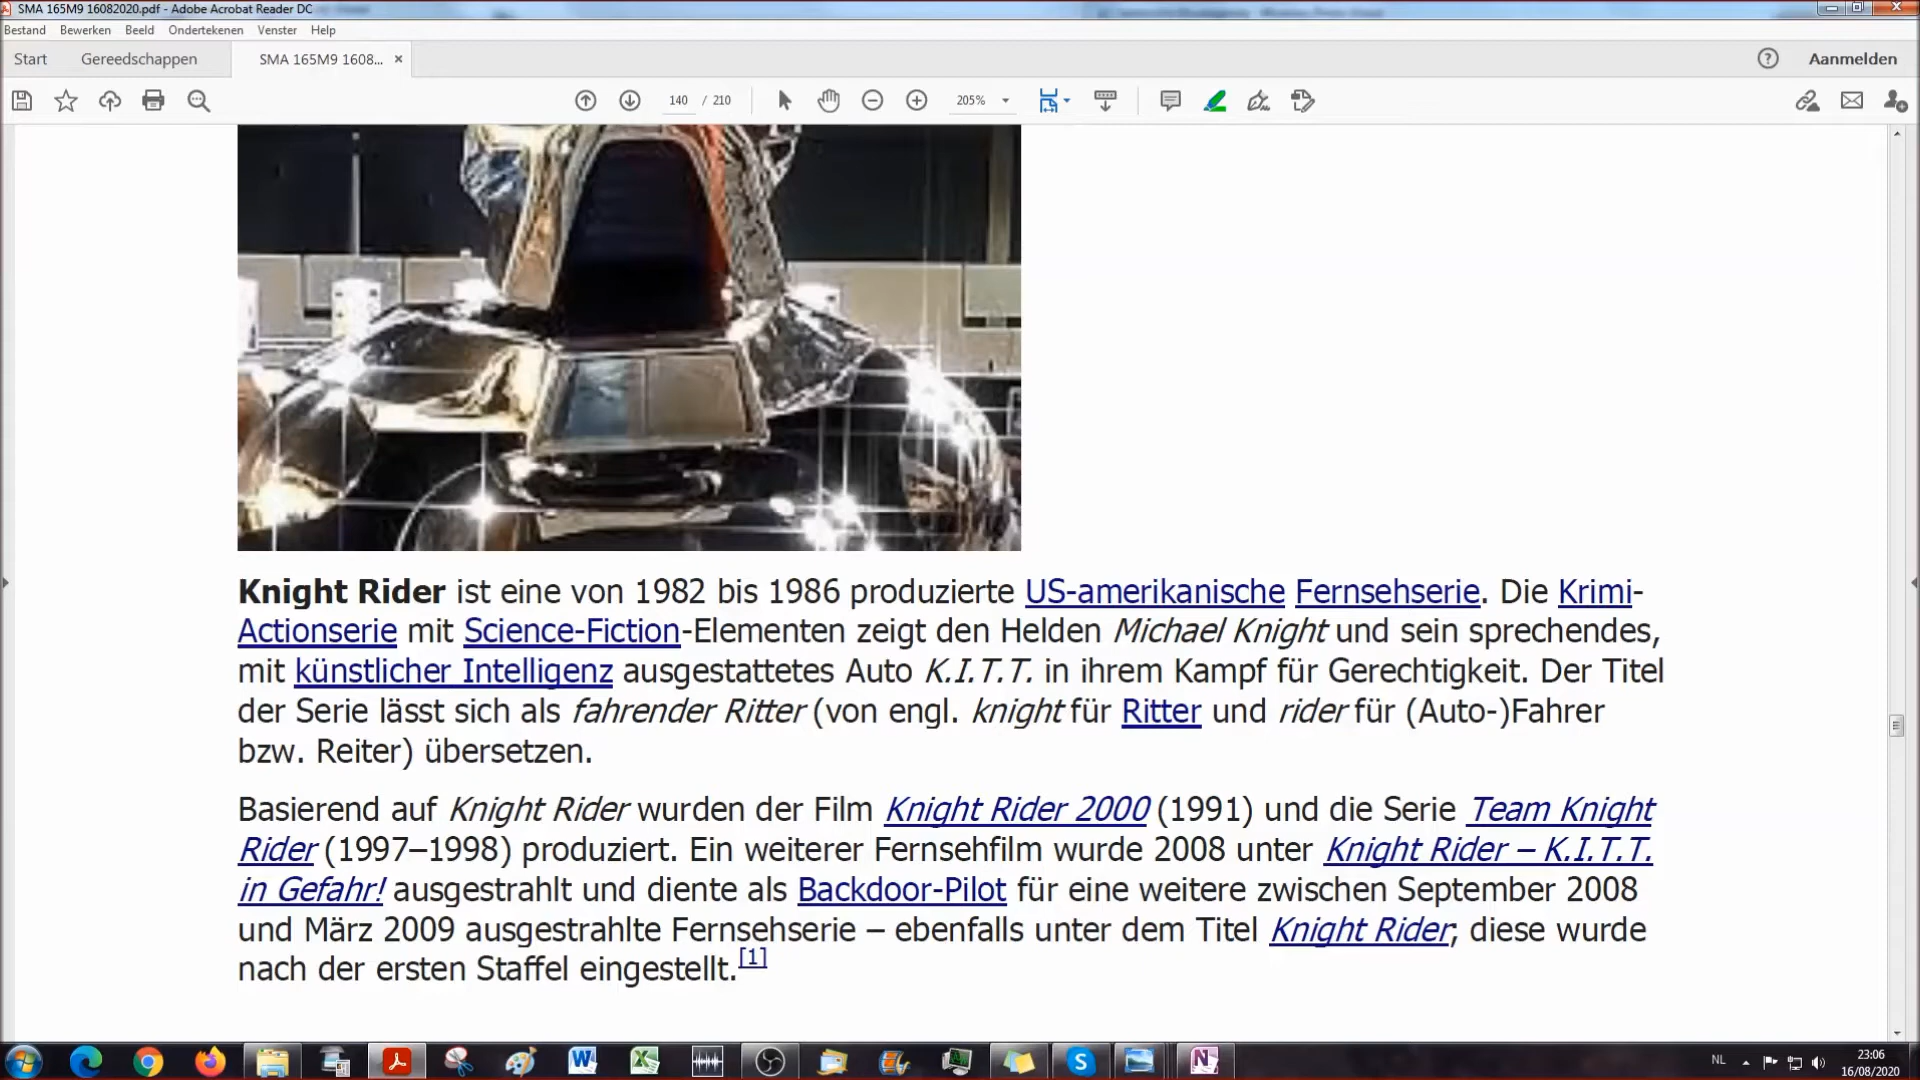 SMA 165M9 16082020.pdf - Adobe Acrobat Reader DC
Bestand Bewerken Beeld Ondertekenen Venster Help
Start Gereedschappen SMA 165M9 1608... × Aanmelden
140 / 210 205%
Knight Rider ist eine von 1982 bis 1986 produzierte US-amerikanische Fernsehserie. Die Krimi-
Actionserie mit Science-Fiction-Elementen zeigt den Helden Michael Knight und sein sprechendes,
mit künstlicher Intelligenz ausgestattetes Auto K.I.T.T. in ihrem Kampf für Gerechtigkeit. Der Titel
der Serie lässt sich als fahrender Ritter (von engl. knight für Ritter und rider für (Auto-)Fahrer
bzw. Reiter) übersetzen.
Basierend auf Knight Rider wurden der Film Knight Rider 2000 (1991) und die Serie Team Knight
Rider (1997–1998) produziert. Ein weiterer Fernsehfilm wurde 2008 unter Knight Rider – K.I.T.T.
in Gefahr! ausgestrahlt und diente als Backdoor-Pilot für eine weitere zwischen September 2008
und März 2009 ausgestrahlte Fernsehserie – ebenfalls unter dem Titel Knight Rider; diese wurde
nach der ersten Staffel eingestellt.[1]
NL 23:06
16/08/2020